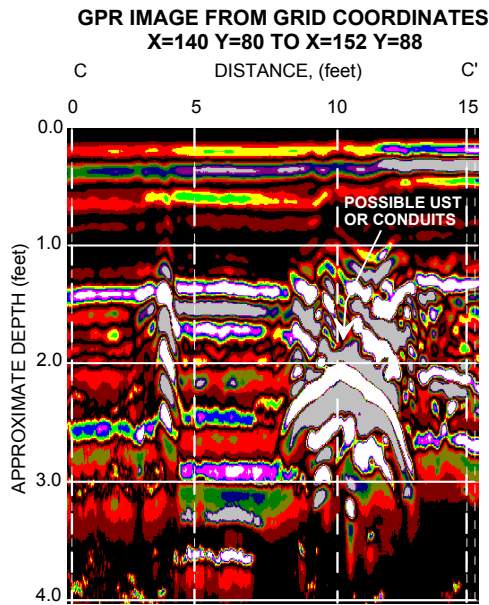 GPR IMAGE FROM GRID COORDINATES
X=140 Y=80 TO X=152 Y=88
C DISTANCE, (feet) C'
0 5 10 15
0.0
POSSIBLE UST
OR CONDUITS
1.0
2.0
3.0
4.0
APPROXIMATE DEPTH (feet)